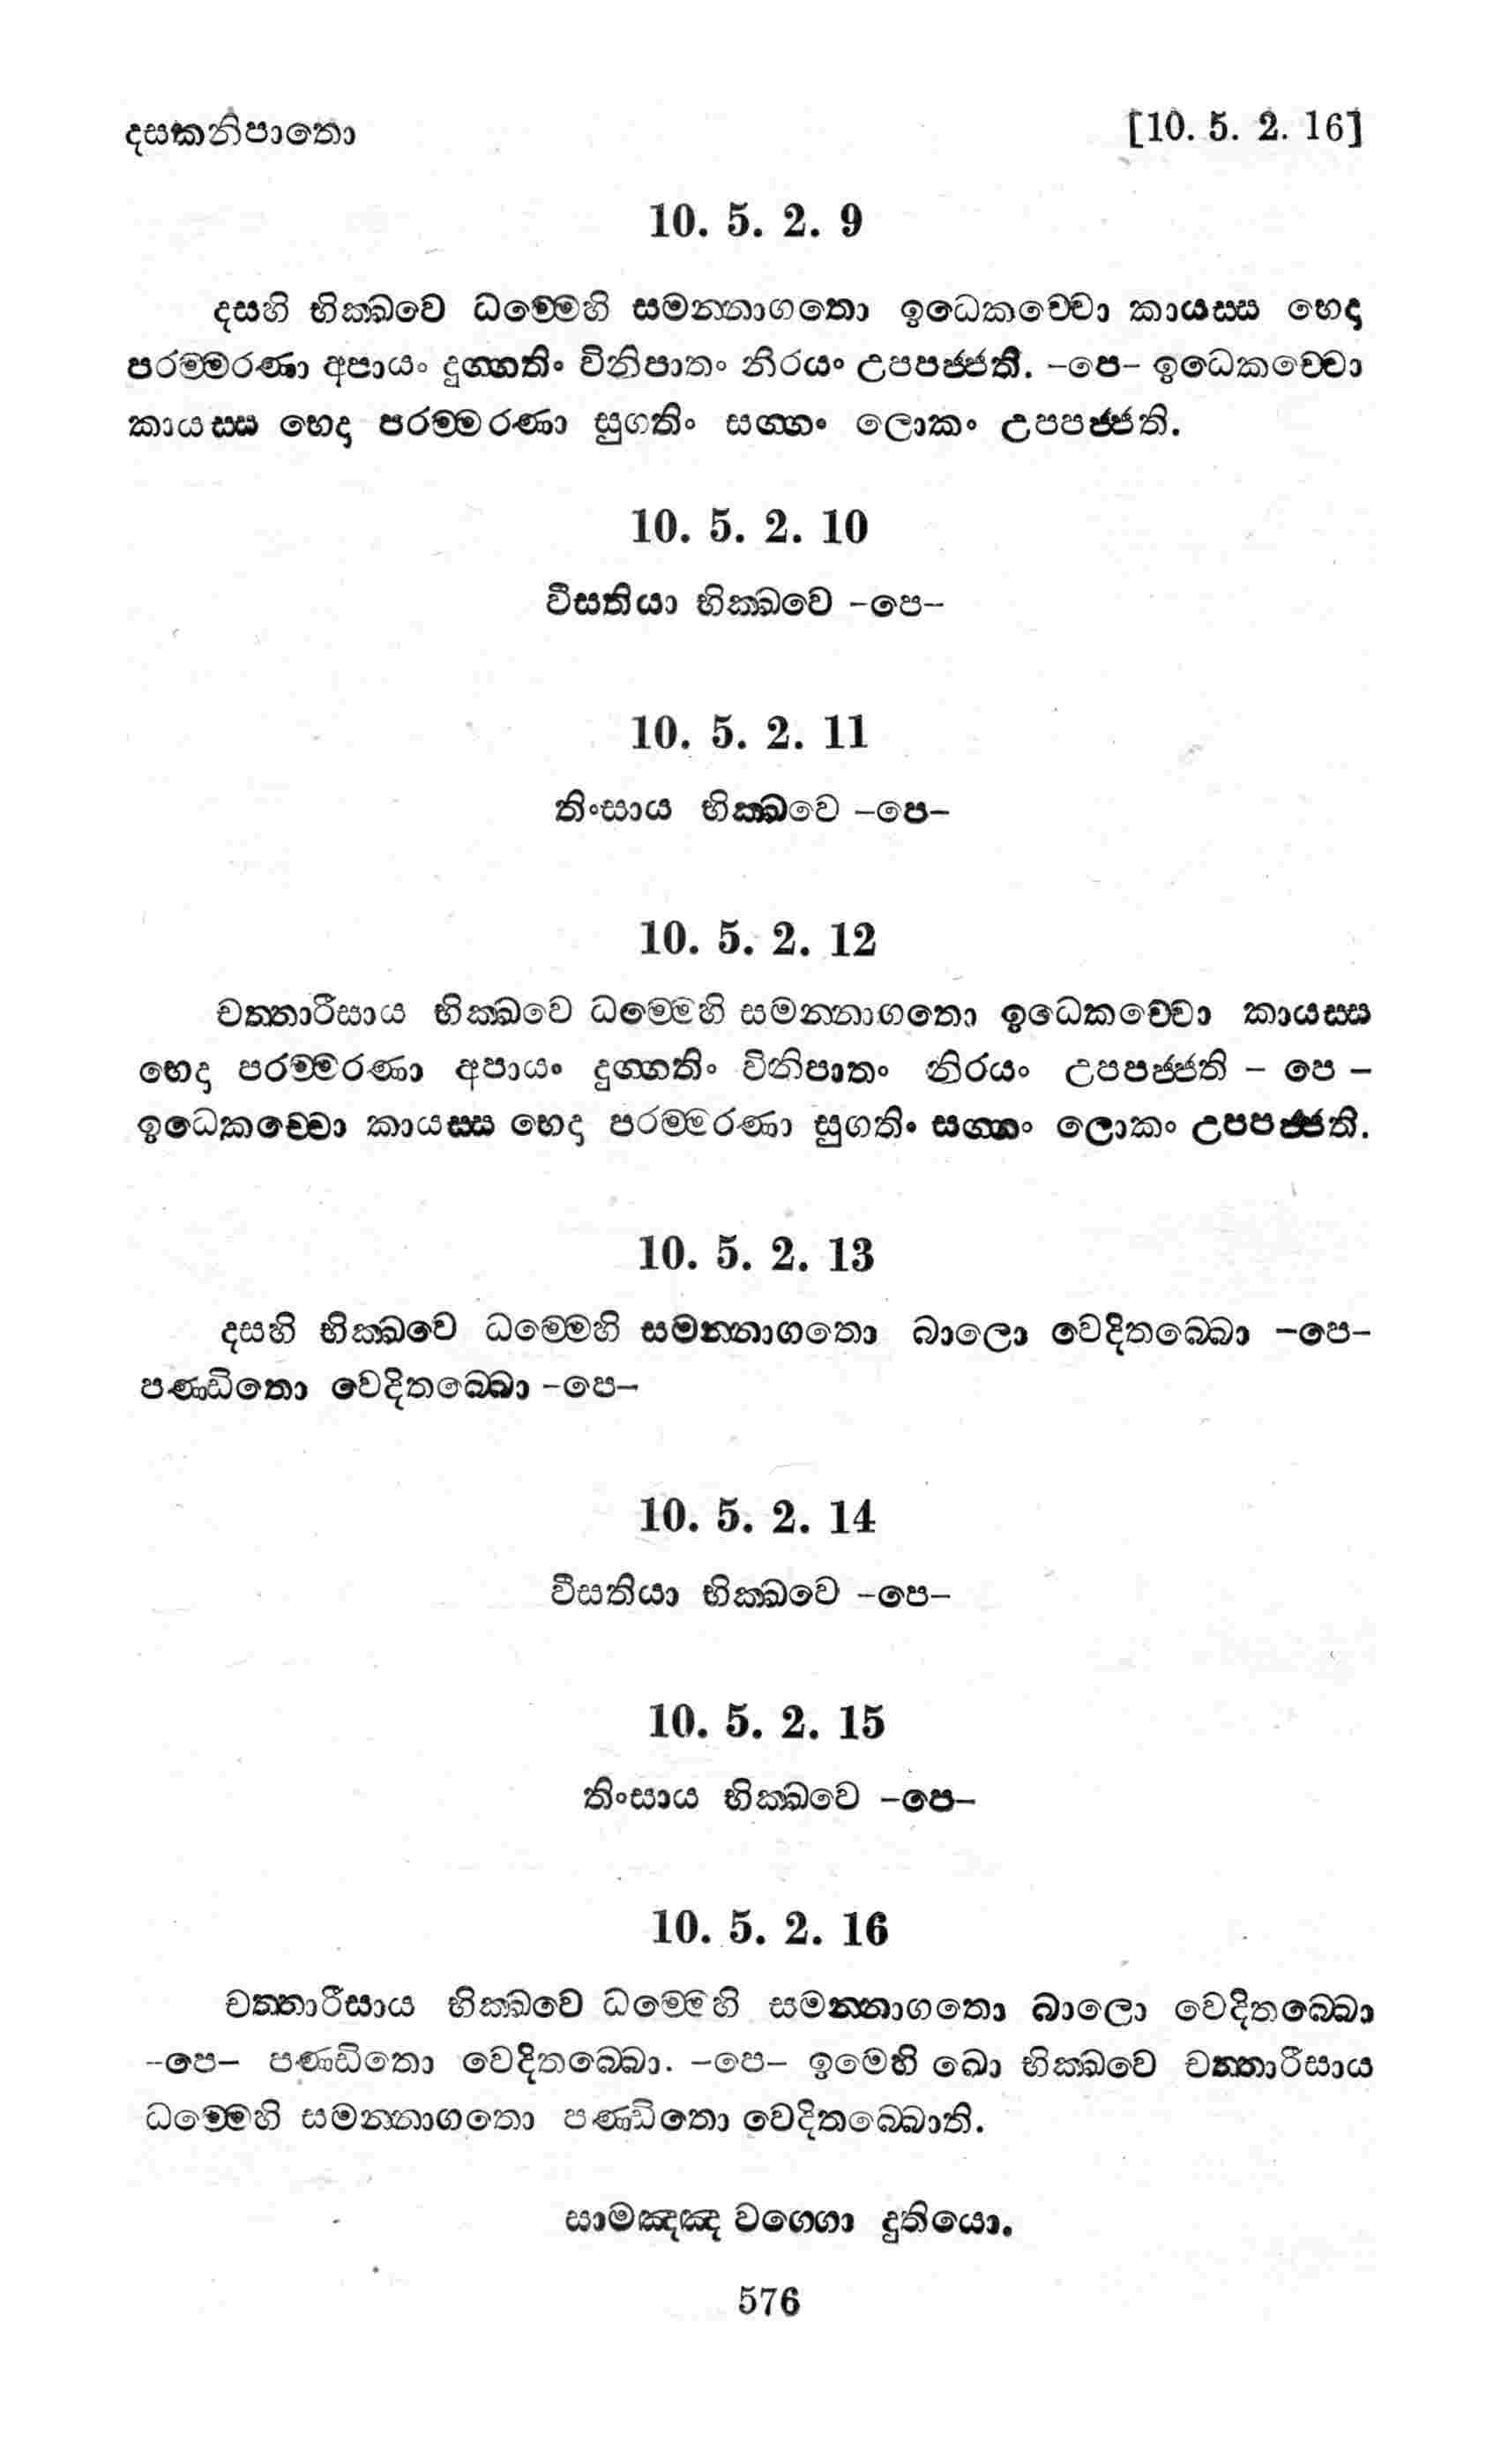 දසකනිපාතො
[10. 5. 2. 16]
10. 5. 2. 9
දසහි භික්‍ඛවෙ ධම්මෙහි සමන්‍නාගතො ඉධෙකච්චො කායස්ස භෙදා
පරම්මරණා අපායං දුග්ගතිං විනිපාතං නිරයං උපපජ්ජති. -පෙ- ඉධෙකච්චො
කායස්ස භෙදා පරම්මරණා සුගතිං සග්ගං ලොකං උපපජ්ජති.
10. 5. 2. 10
වීසතියා භික්‍ඛවෙ -පෙ-
10. 5. 2. 11
තිංසාය භික්‍ඛවෙ -පෙ-
10. 5. 2. 12
චත්තාරීසාය භික්‍ඛවෙ ධම්මෙහි සමන්‍නාගතො ඉධෙකච්චො කායස්ස
භෙදා පරම්මරණා අපායං දුග්ගතිං විනිපාතං නිරයං උපපජ්ජති - පෙ -
ඉධෙකච්චො කායස්ස භෙදා පරම්මරණා සුගතිං සග්ගං ලොකං උපපජ්ජති.
10. 5. 2. 13
දසහි භික්‍ඛවෙ ධම්මෙහි සමන්‍නාගතො බාලො වෙදිතබ්බො -පෙ-
පණ්ඩිතො වෙදිතබ්බො -පෙ-
10. 5. 2. 14
වීසතියා භික්‍ඛවෙ -පෙ-
10. 5. 2. 15
තිංසාය භික්‍ඛවෙ -පෙ-
10. 5. 2. 16
චත්තාරීසාය භික්‍ඛවෙ ධම්මෙහි සමන්‍නාගතො බාලො වෙදිතබ්බො
-පෙ- පණ්ඩිතො වෙදිතබ්බො. -පෙ- ඉමෙහි ඛො භික්‍ඛවෙ චත්තාරීසාය
ධම්මෙහි සමන්‍නාගතො පණ්ඩිතො වෙදිතබ්බොති.
සාමඤ්ඤ වග්ගො දුතියො.
576